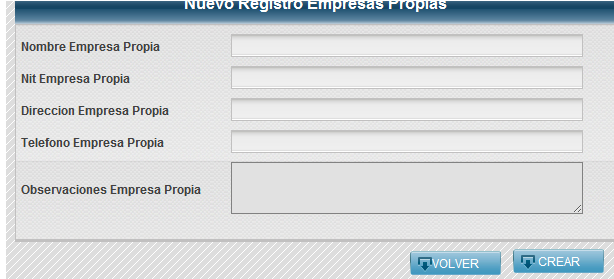 Nuevo Registro Empresas Propias
Nombre Empresa Propia
Nit Empresa Propia
Direccion Empresa Propia
Telefono Empresa Propia
Observaciones Empresa Propia
VOLVER CREAR